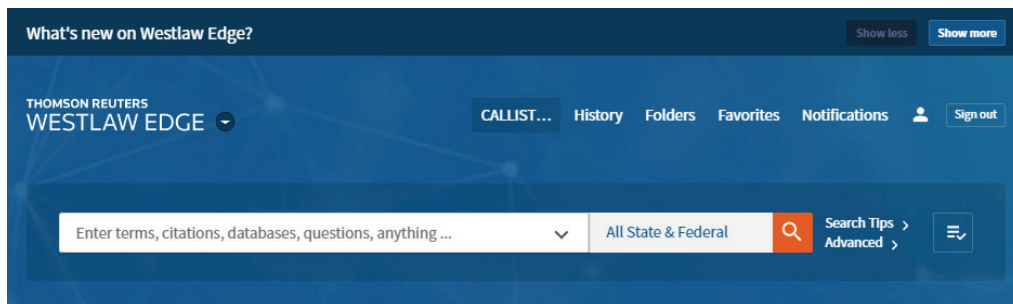 What's new on Westlaw Edge?
Show less
Show more
THOMSON REUTERS
WESTLAW EDGE
CALLIST...
History
Folders
Favorites
Notifications
Sign out
Enter terms, citations, databases, questions, anything ...
All State & Federal
Search Tips
Advanced